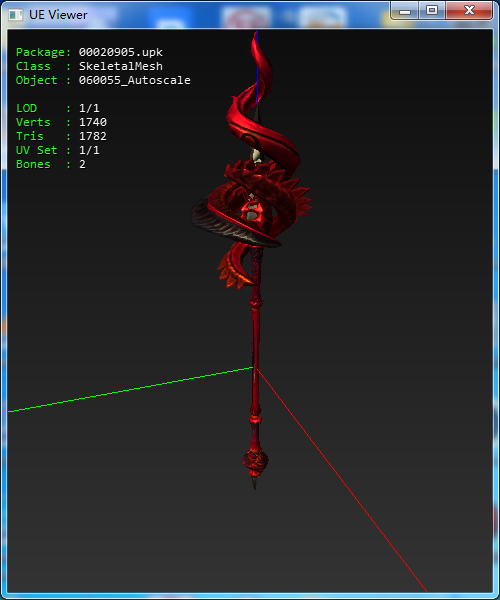 UE Viewer
Package: 00020905.upk
Class : SkeletalMesh
Object : 060055_Autoscale
LOD : 1/1
Verts : 1740
Tris : 1782
UV Set : 1/1
Bones : 2